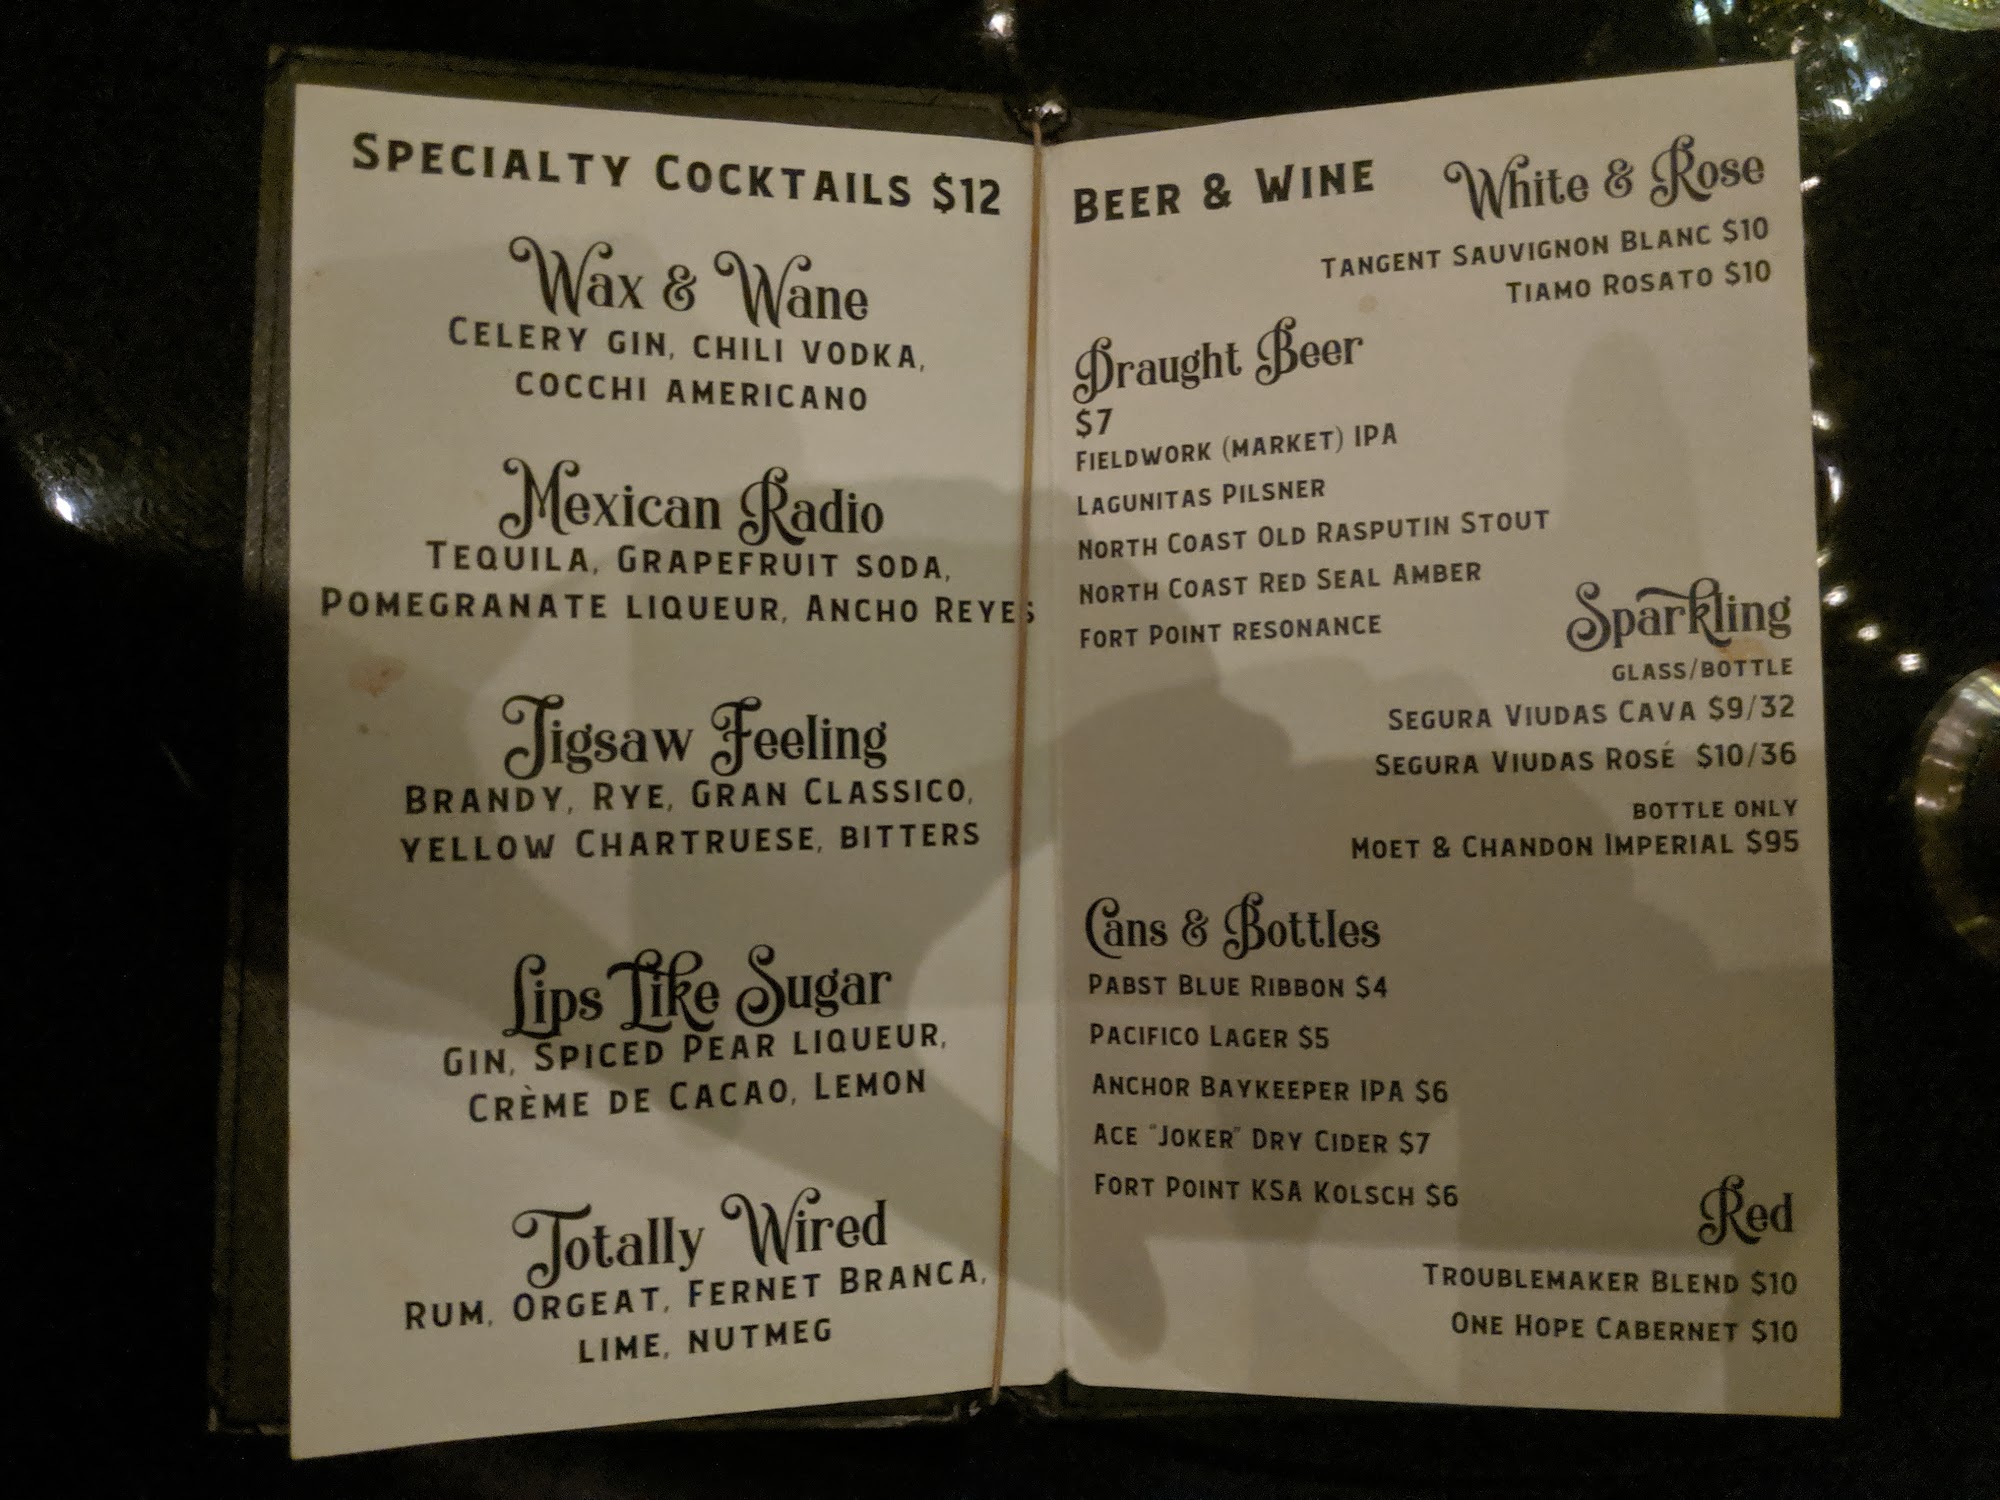 Specialty Cocktails $12
Wax & Wane
Celery gin, chili vodka,
cocchi americano
Mexican Radio
Tequila, Grapefruit soda,
Pomegranate liqueur, Ancho Reyes
Jigsaw Feeling
Brandy, rye, Gran Classico,
yellow Chartruese, bitters
Lips Like Sugar
Gin, Spiced Pear liqueur,
Crème de Cacao, Lemon
Totally Wired
Rum, Orgeat, Fernet Branca,
lime, nutmeg
Beer & Wine
White & Rose
Tangent Sauvignon Blanc $10
Tiamo Rosato $10
Draught Beer
$7
Fieldwork (market) IPA
Lagunitas Pilsner
North Coast Old Rasputin Stout
North Coast Red Seal Amber
Fort Point resonance
Sparkling
glass/bottle
Segura Viudas Cava $9/32
Segura Viudas Rosé $10/36
bottle only
Moet & Chandon Imperial $95
Cans & Bottles
Pabst Blue Ribbon $4
Pacifico Lager $5
Anchor Baykeeper IPA $6
Ace "Joker" Dry Cider $7
Fort Point KSA Kolsch $6
Red
Troublemaker Blend $10
One Hope Cabernet $10